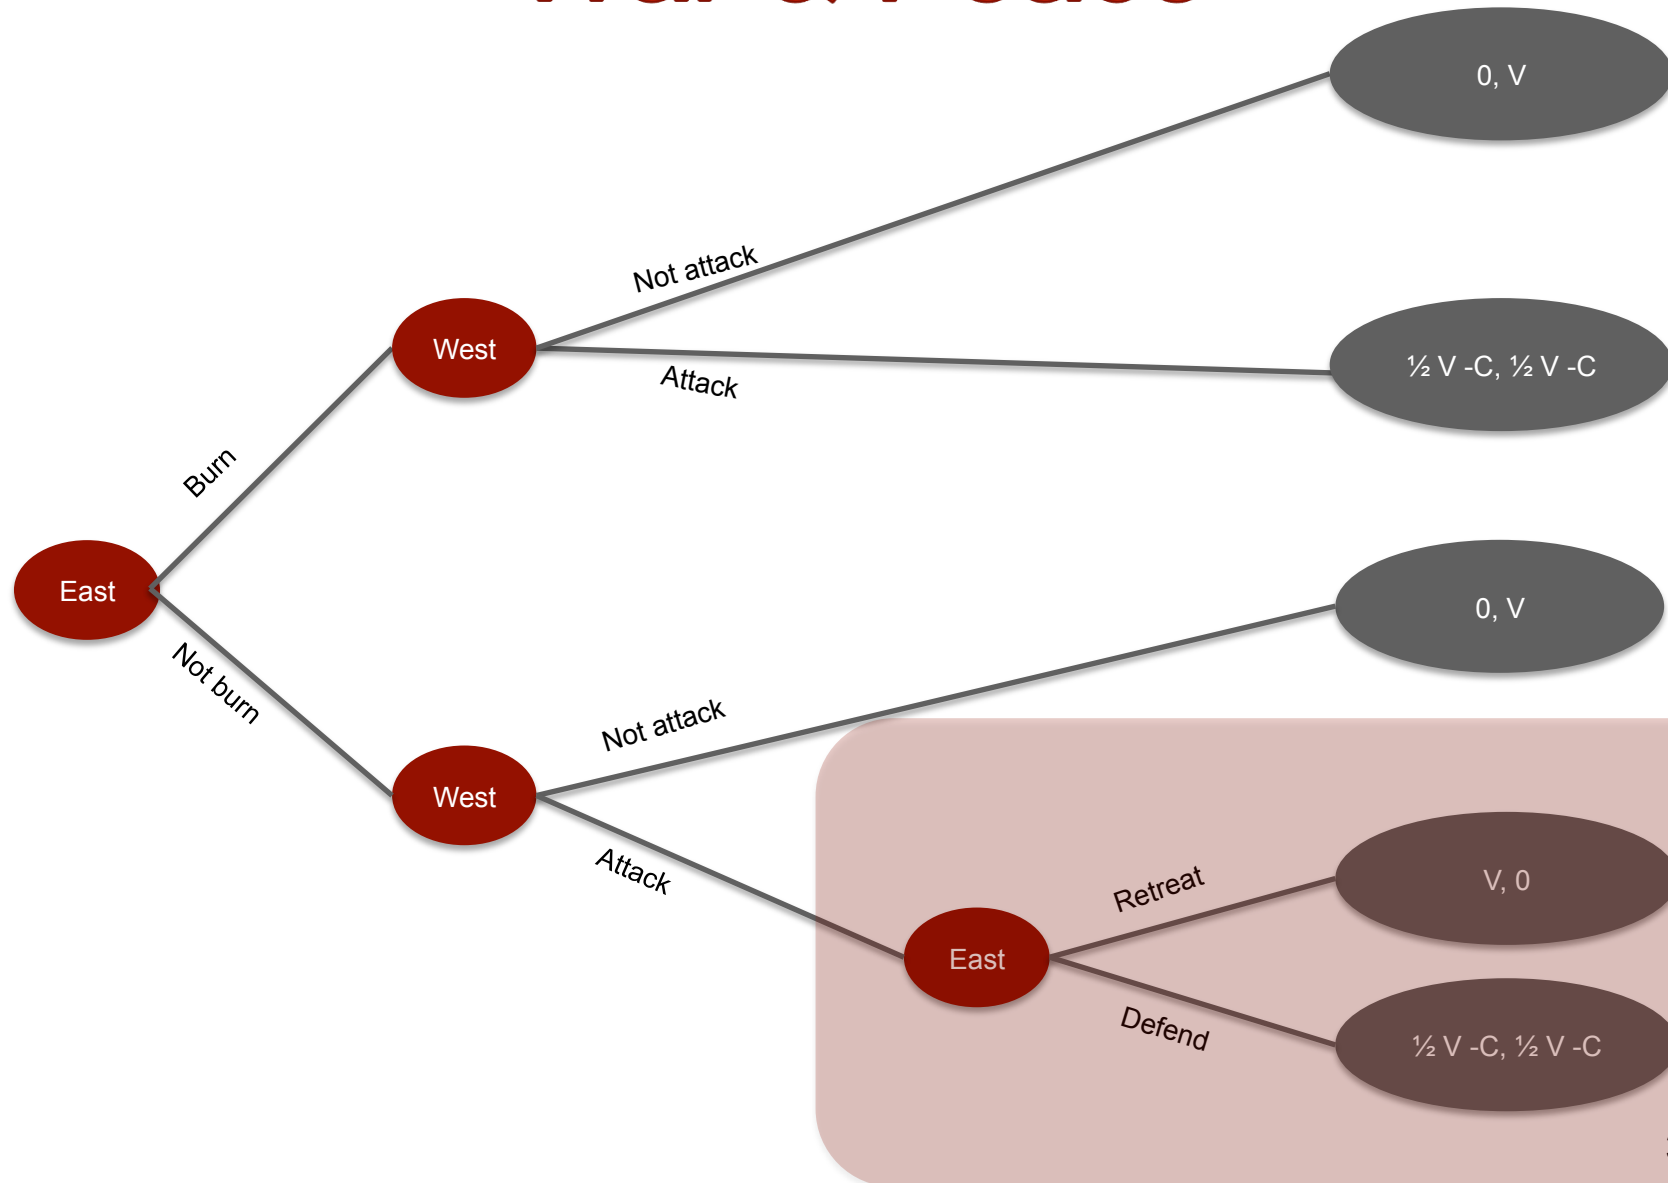 0, V
Not attack
West
Attack
½ V -C, ½ V -C
Burn
East
Not burn
0, V
Not attack
West
Attack
Retreat
V, 0
East
Defend
½ V -C, ½ V -C